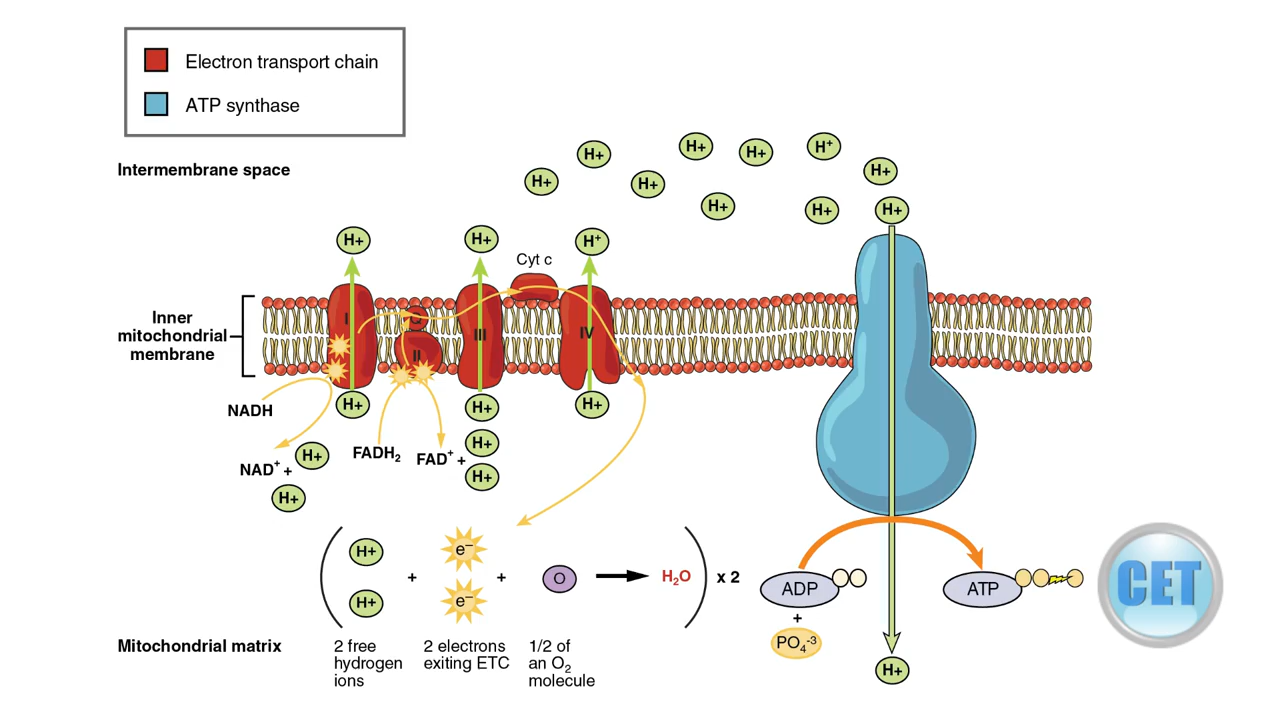 Electron transport chain
ATP synthase
Intermembrane space
H+
H+
H+
H+
H+
H⁺
H+
H+
H+
H+
H+
H+
H⁺
Cyt c
Inner
mitochondrial
membrane
I
Q
II
III
IV
NADH
H+
H+
H+
H+
H+
FADH₂
FAD⁺ +
NAD⁺ +
H+
H+
H+
H+
+
e⁻
e⁻
+
O
H₂O
x 2
ADP
+
PO₄⁻³
ATP
H+
CET
Mitochondrial matrix
2 free
hydrogen
ions
2 electrons
exiting ETC
1/2 of
an O₂
molecule